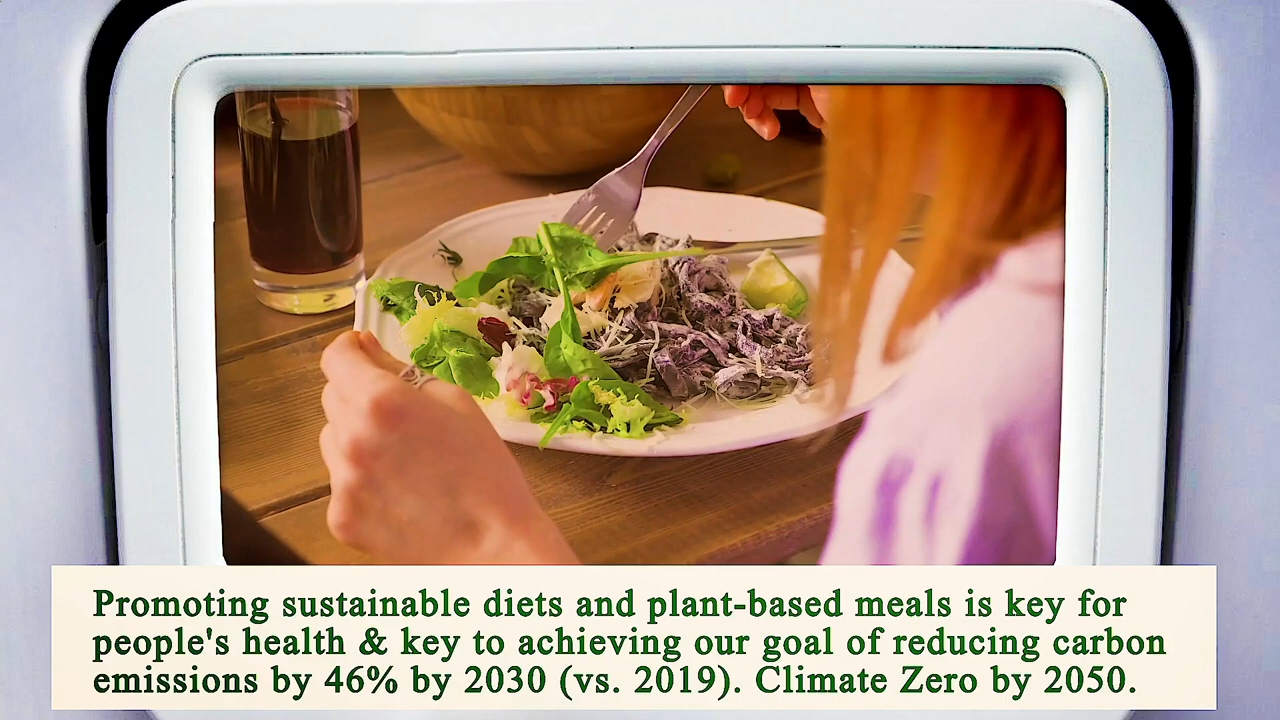 Promoting sustainable diets and plant-based meals is key for
people's health & key to achieving our goal of reducing carbon
emissions by 46% by 2030 (vs. 2019). Climate Zero by 2050.